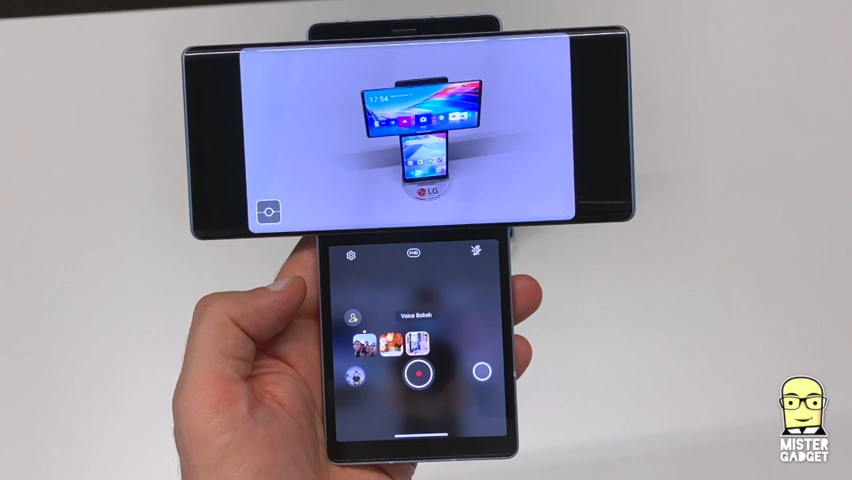 17:54
LG
FHD
Voice Bokeh
MISTER
GADGET